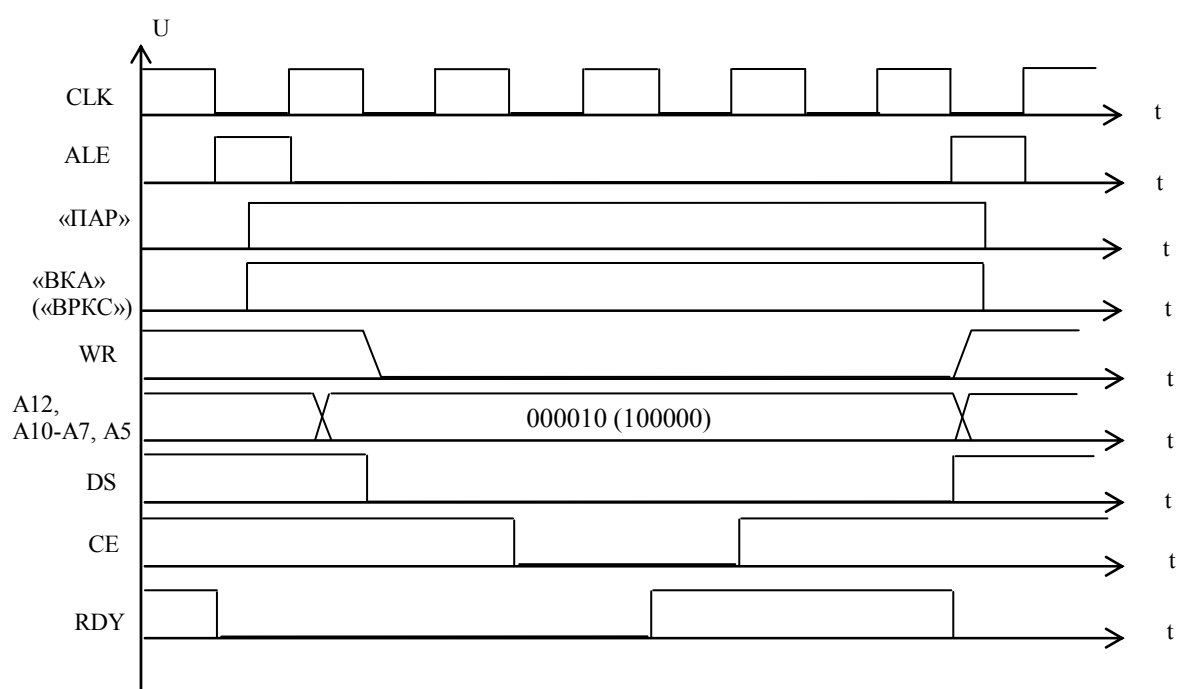 U
CLK
t
ALE
t
«ПАР»
t
«ВКА»
(«ВРКС»)
t
WR
t
A12,
A10-A7, A5
000010 (100000)
t
DS
t
CE
t
RDY
t